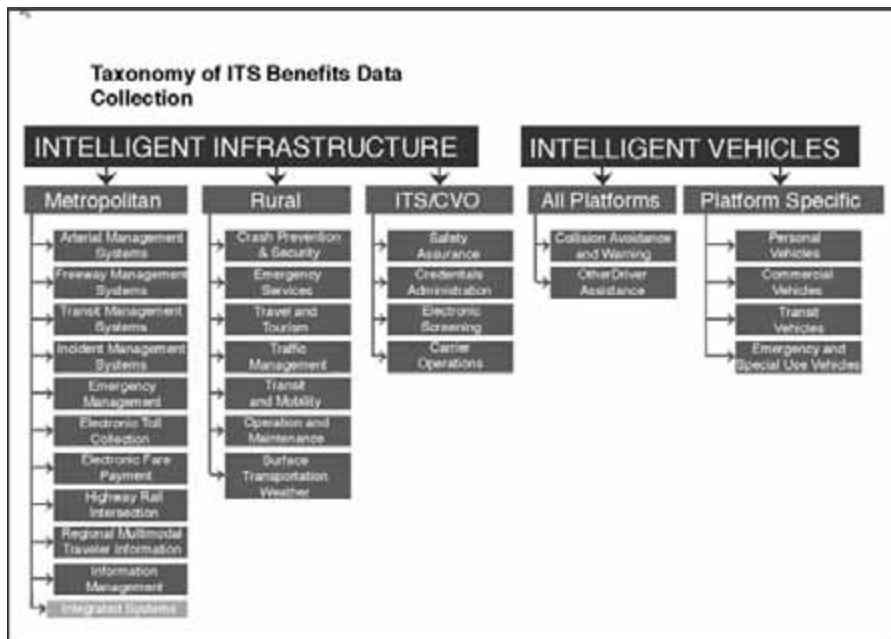 Taxonomy of ITS Benefits Data
Collection
INTELLIGENT INFRASTRUCTURE
INTELLIGENT VEHICLES
Metropolitan
Arterial Management
Systems
Freeway Management
Systems
Transit Management
Systems
Incident Management
Systems
Emergency
Management
Electronic Toll
Collection
Electronic Fare
Payment
Highway Rail
Intersection
Regional Multimodal
Traveler Information
Information
Management
Integrated Systems
Rural
Crash Prevention
& Security
Emergency
Services
Travel and
Tourism
Traffic
Management
Transit
and Mobility
Operation and
Maintenance
Surface
Transportation
Weather
ITS/CVO
Safety
Assurance
Credentials
Administration
Electronic
Screening
Carrier
Operations
All Platforms
Collision Avoidance
and Warning
OtherDriver
Assistance
Platform Specific
Personal
Vehicles
Commercial
Vehicles
Transit
Vehicles
Emergency and
Special Use Vehicles